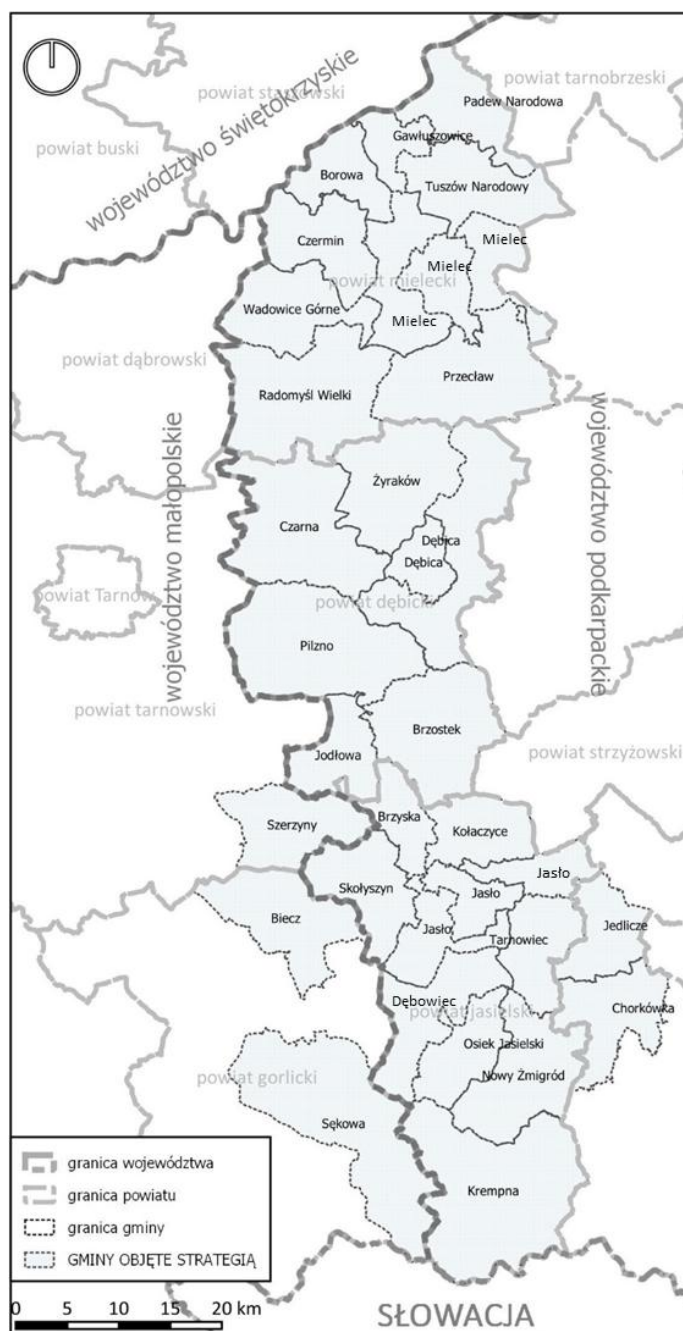 powiat tarnobrzeski
powiat staszowski
Padew Narodowa
województwo świętokrzyskie
powiat buski
Gawłuszowice
Borowa
Tuszów Narodowy
Czermin
Mielec
Mielec
powiat mielecki
Wadowice Górne
Mielec
powiat dąbrowski
Przecław
Radomyśl Wielki
województwo małopolskie
województwo podkarpackie
Żyraków
Czarna
Dębica
Dębica
powiat Tarnów
powiat dębicki
Pilzno
powiat tarnowski
Brzostek
powiat strzyżowski
Jodłowa
Szerzyny
Brzyska
Kołaczyce
Jasło
Skołyszyn
Jasło
Biecz
Jedlicze
Jasło
Tarnowiec
Dębowiec
powiat jasielski
Chorkówka
Osiek Jasielski
Nowy Żmigród
powiat gorlicki
Sękowa
Krempna
granica województwa
granica powiatu
granica gminy
GMINY OBJĘTE STRATEGIĄ
0 5 10 15 20 km
SŁOWACJA